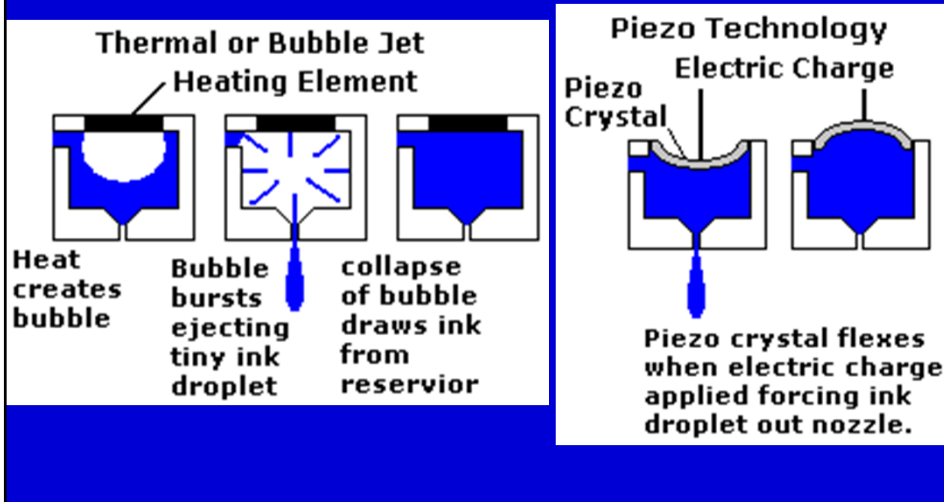 Thermal or Bubble Jet
Heating Element
Heat
creates
bubble
Bubble
bursts
ejecting
tiny ink
droplet
collapse
of bubble
draws ink
from
reservior
Piezo Technology
Electric Charge
Piezo
Crystal
Piezo crystal flexes
when electric charge
applied forcing ink
droplet out nozzle.